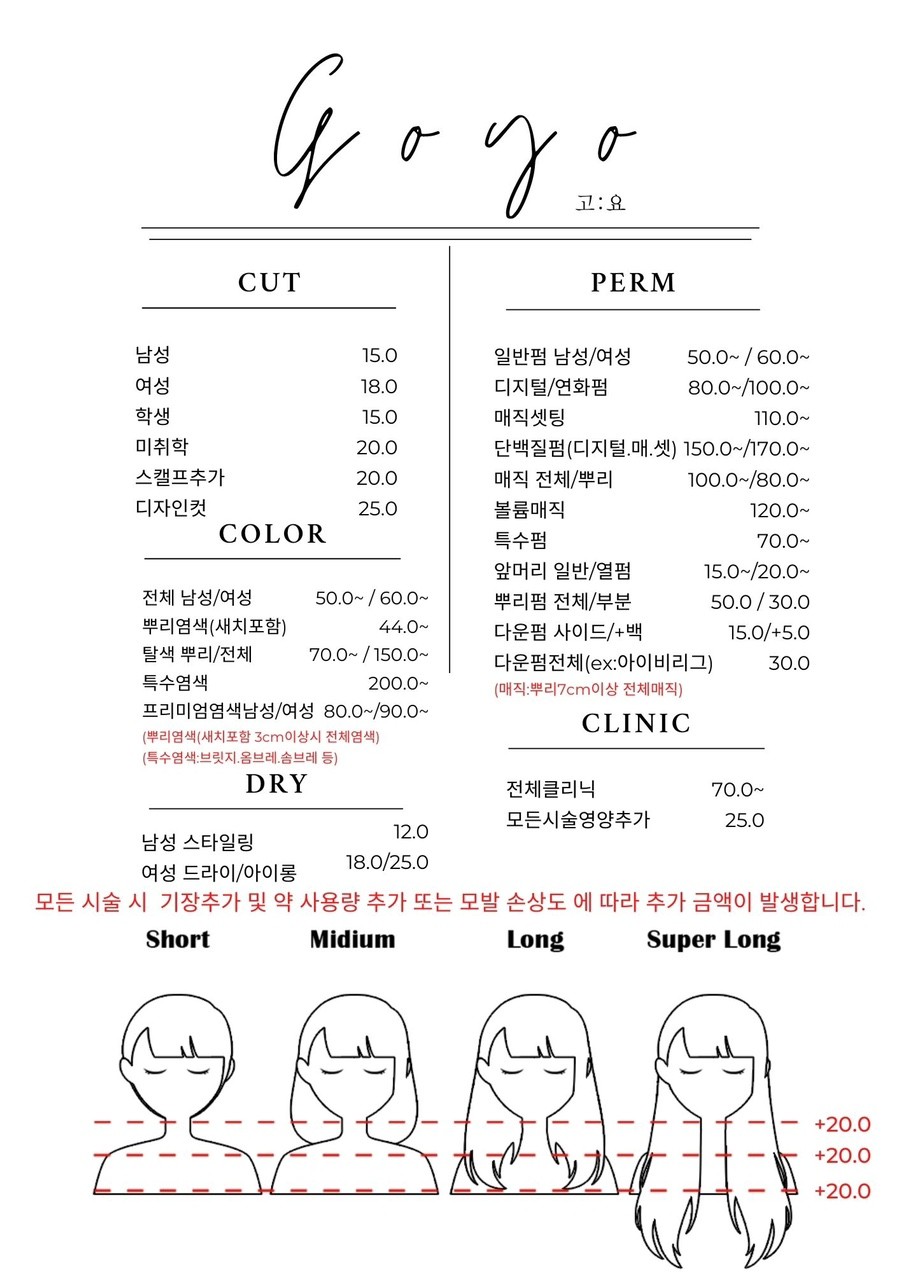 Goyo
고:요
CUT
남성 15.0
여성 18.0
학생 15.0
미취학 20.0
스캘프추가 20.0
디자인컷 25.0
COLOR
전체 남성/여성 50.0~ / 60.0~
뿌리염색(새치포함) 44.0~
탈색 뿌리/전체 70.0~ / 150.0~
특수염색 200.0~
프리미엄염색남성/여성 80.0~/90.0~
(뿌리염색(새치포함 3cm이상시 전체염색)
(특수염색:브릿지.옴브레.솜브레 등)
DRY
남성 스타일링 12.0
여성 드라이/아이롱 18.0/25.0
PERM
일반펌 남성/여성 50.0~ / 60.0~
디지털/연화펌 80.0~/100.0~
매직셋팅 110.0~
단백질펌(디지털.매.셋) 150.0~/170.0~
매직 전체/뿌리 100.0~/80.0~
볼륨매직 120.0~
특수펌 70.0~
앞머리 일반/열펌 15.0~/20.0~
뿌리펌 전체/부분 50.0 / 30.0
다운펌 사이드/+백 15.0/+5.0
다운펌전체(ex:아이비리그) 30.0
(매직:뿌리7cm이상 전체매직)
CLINIC
전체클리닉 70.0~
모든시술영양추가 25.0
모든 시술 시 기장추가 및 약 사용량 추가 또는 모발 손상도 에 따라 추가 금액이 발생합니다.
Short Midium Long Super Long
+20.0
+20.0
+20.0